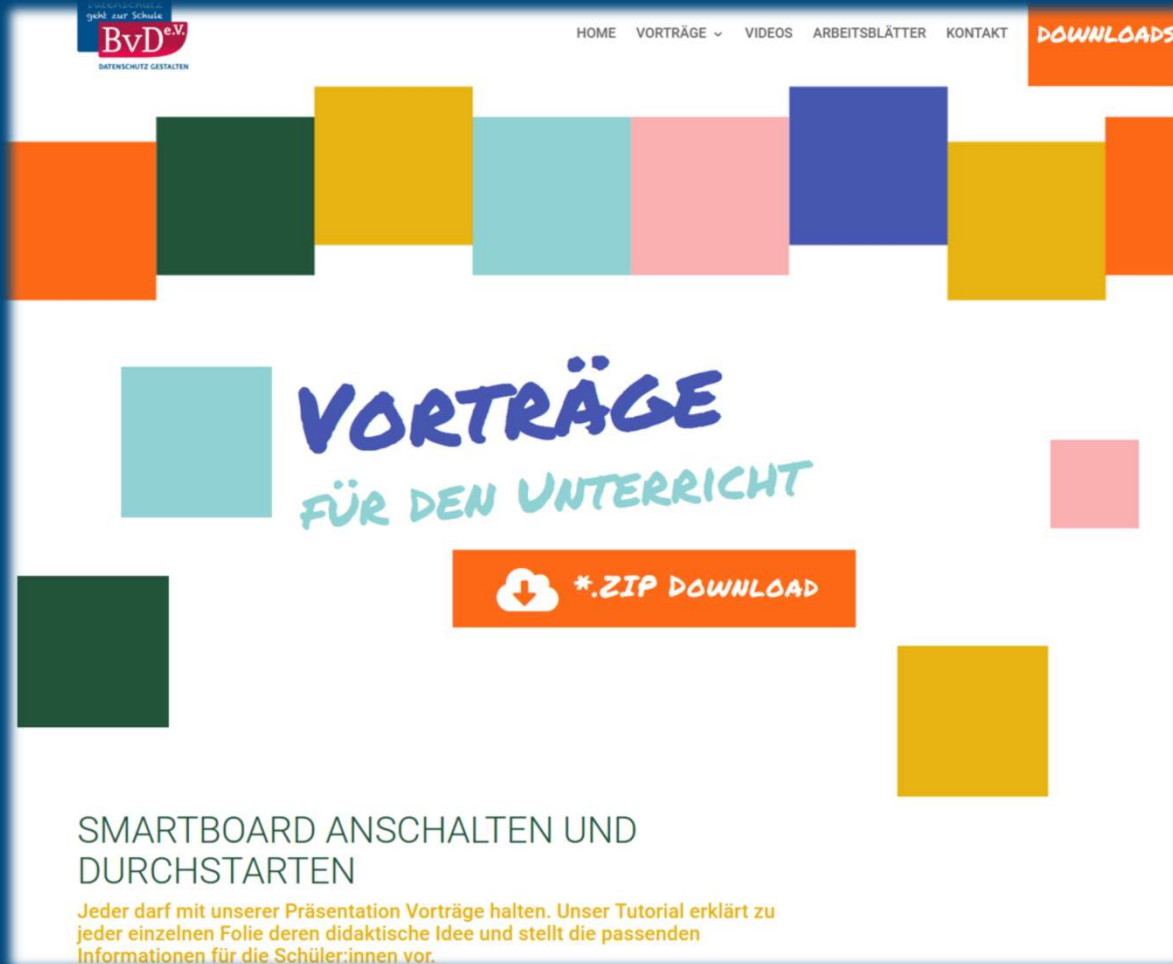 Datenschutz
geht zur Schule
BvD e.V.
DATENSCHUTZ GESTALTEN
HOME VORTRÄGE VIDEOS ARBEITSBLÄTTER KONTAKT DOWNLOADS
VORTRÄGE
FÜR DEN UNTERRICHT
*.ZIP DOWNLOAD
SMARTBOARD ANSCHALTEN UND
DURCHSTARTEN
Jeder darf mit unserer Präsentation Vorträge halten. Unser Tutorial erklärt zu
jeder einzelnen Folie deren didaktische Idee und stellt die passenden
Informationen für die Schüler:innen vor.